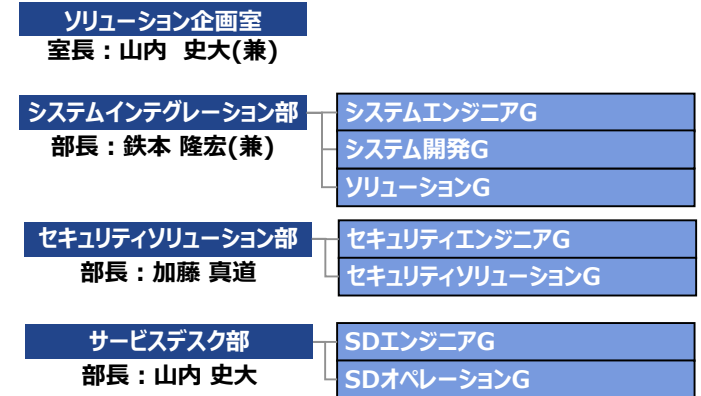 ソリューション企画室
室長：山内 史大(兼)
システムインテグレーション部
部長：鉄本 隆宏(兼)
システムエンジニアG
システム開発G
ソリューションG
セキュリティソリューション部
部長：加藤 真道
セキュリティエンジニアG
セキュリティソリューションG
サービスデスク部
部長：山内 史大
SDエンジニアG
SDオペレーションG